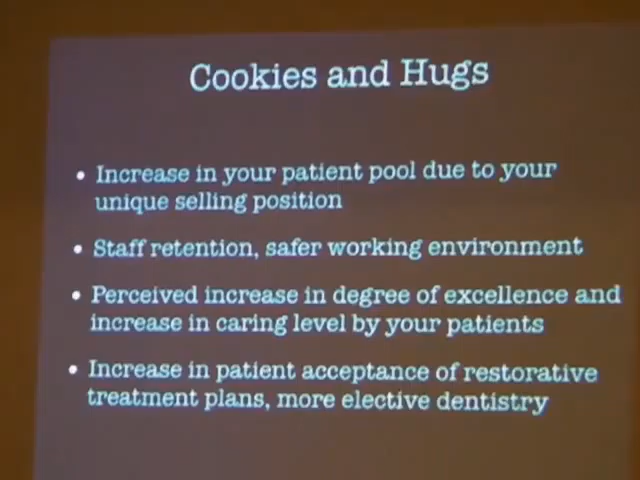 Cookies and Hugs
• Increase in your patient pool due to your
unique selling position
• Staff retention, safer working environment
• Perceived increase in degree of excellence and
increase in caring level by your patients
• Increase in patient acceptance of restorative
treatment plans, more elective dentistry